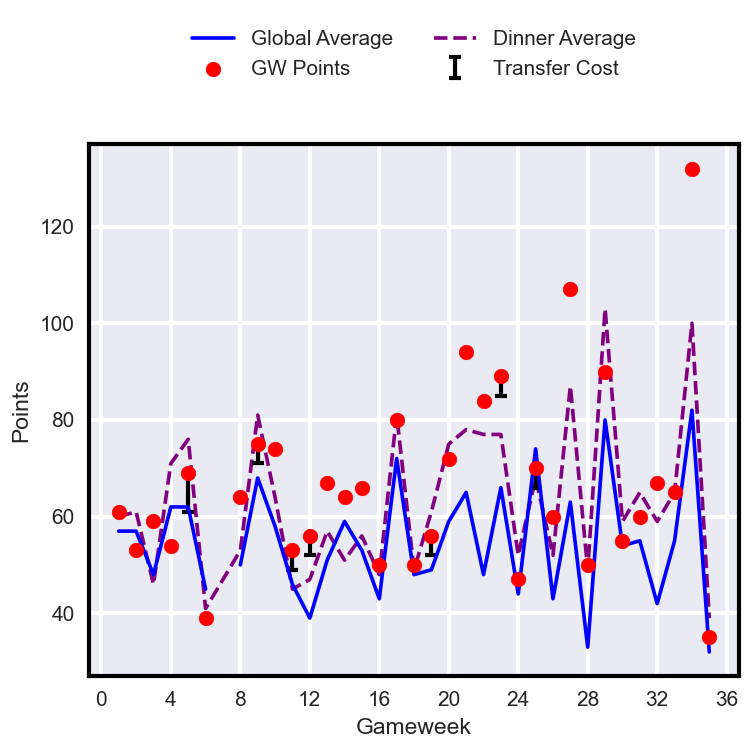 Global Average
Dinner Average
GW Points
Transfer Cost
120
100
80
60
40
Points
0 4 8 12 16 20 24 28 32 36
Gameweek